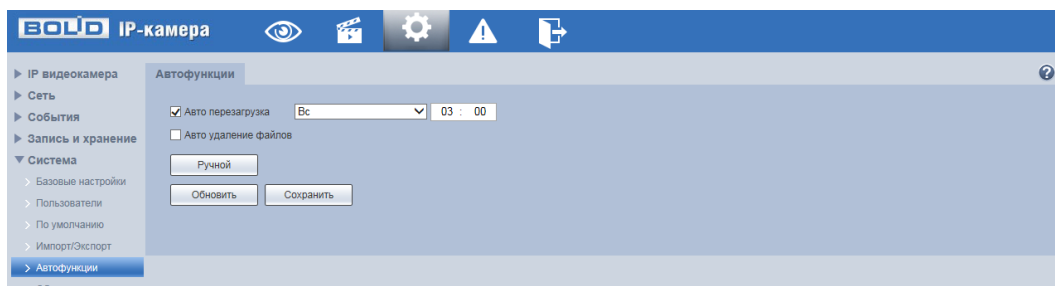 BOLID IP-камера
IP видеокамера
Автофункции
Сеть
События
Запись и хранение
Система
Базовые настройки
Пользователи
По умолчанию
Импорт/Экспорт
Автофункции
Авто перезагрузка Вс 03 : 00
Авто удаление файлов
Ручной
Обновить Сохранить